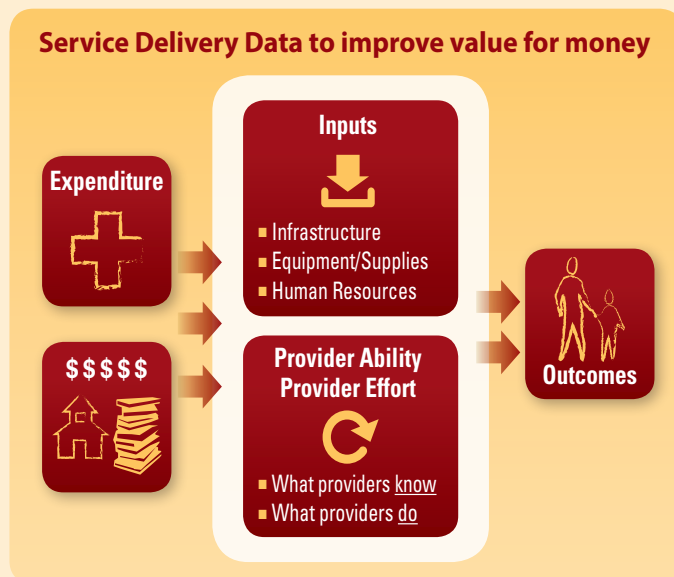 Service Delivery Data to improve value for money
Expenditure
$$$$$
Inputs
▪ Infrastructure
▪ Equipment/Supplies
▪ Human Resources
Provider Ability
Provider Effort
▪ What providers know
▪ What providers do
Outcomes